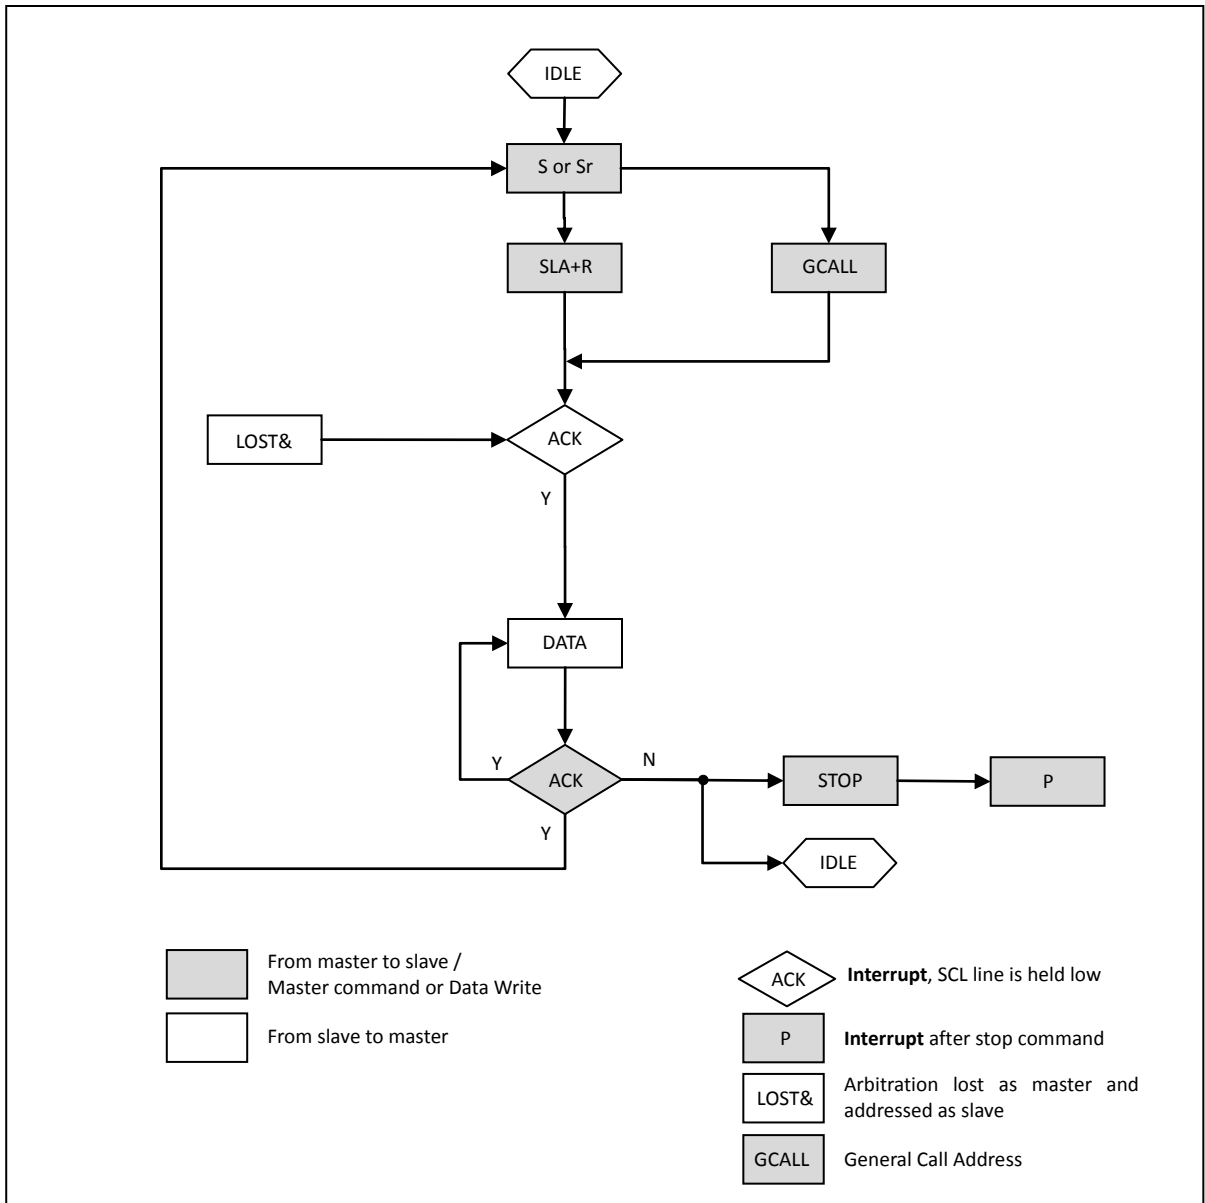 IDLE
S or Sr
SLA+R
GCALL
LOST&
ACK
Y
DATA
Y
ACK
N
STOP
P
Y
IDLE
From master to slave /
Master command or Data Write
From slave to master
ACK
Interrupt, SCL line is held low
P
Interrupt after stop command
LOST&
Arbitration lost as master and
addressed as slave
GCALL
General Call Address